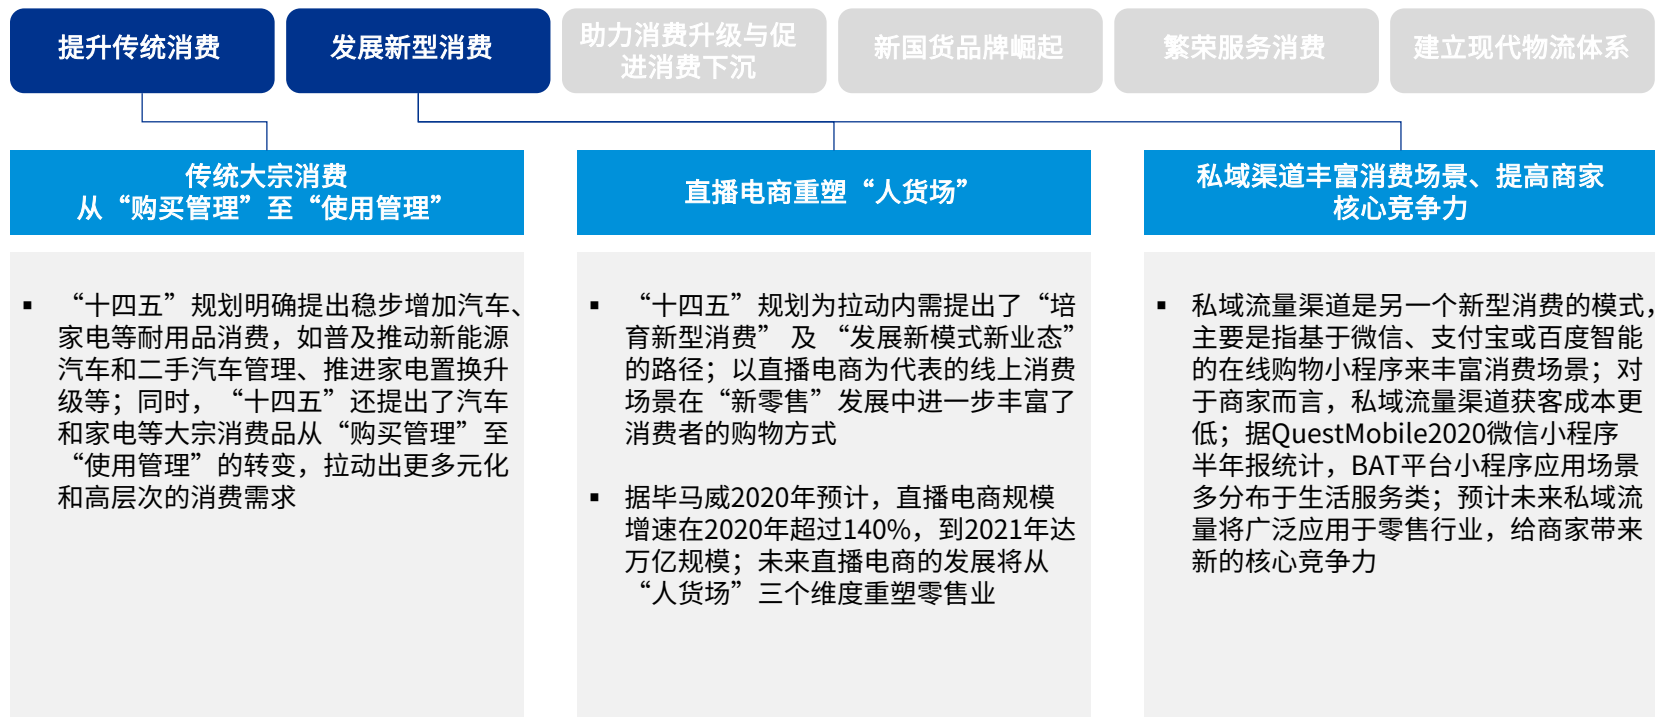 提升传统消费
发展新型消费
助力消费升级与促
进消费下沉
新国货品牌崛起
繁荣服务消费
建立现代物流体系
传统大宗消费
从“购买管理”至“使用管理”
直播电商重塑“人货场”
私域渠道丰富消费场景、提高商家
核心竞争力
▪ “十四五”规划明确提出稳步增加汽车、
家电等耐用品消费，如普及推动新能源
汽车和二手汽车管理、推进家电置换升
级等；同时，“十四五”还提出了汽车
和家电等大宗消费品从“购买管理”至
“使用管理”的转变，拉动出更多元化
和高层次的消费需求
▪ “十四五”规划为拉动内需提出了“培
育新型消费” 及 “发展新模式新业态”
的路径；以直播电商为代表的线上消费
场景在“新零售”发展中进一步丰富了
消费者的购物方式
▪ 据毕马威2020年预计，直播电商规模
增速在2020年超过140%，到2021年达
万亿规模；未来直播电商的发展将从
“人货场”三个维度重塑零售业
▪ 私域流量渠道是另一个新型消费的模式，
主要是指基于微信、支付宝或百度智能
的在线购物小程序来丰富消费场景；对
于商家而言，私域流量渠道获客成本更
低；据QuestMobile2020微信小程序
半年报统计，BAT平台小程序应用场景
多分布于生活服务类；预计未来私域流
量将广泛应用于零售行业，给商家带来
新的核心竞争力